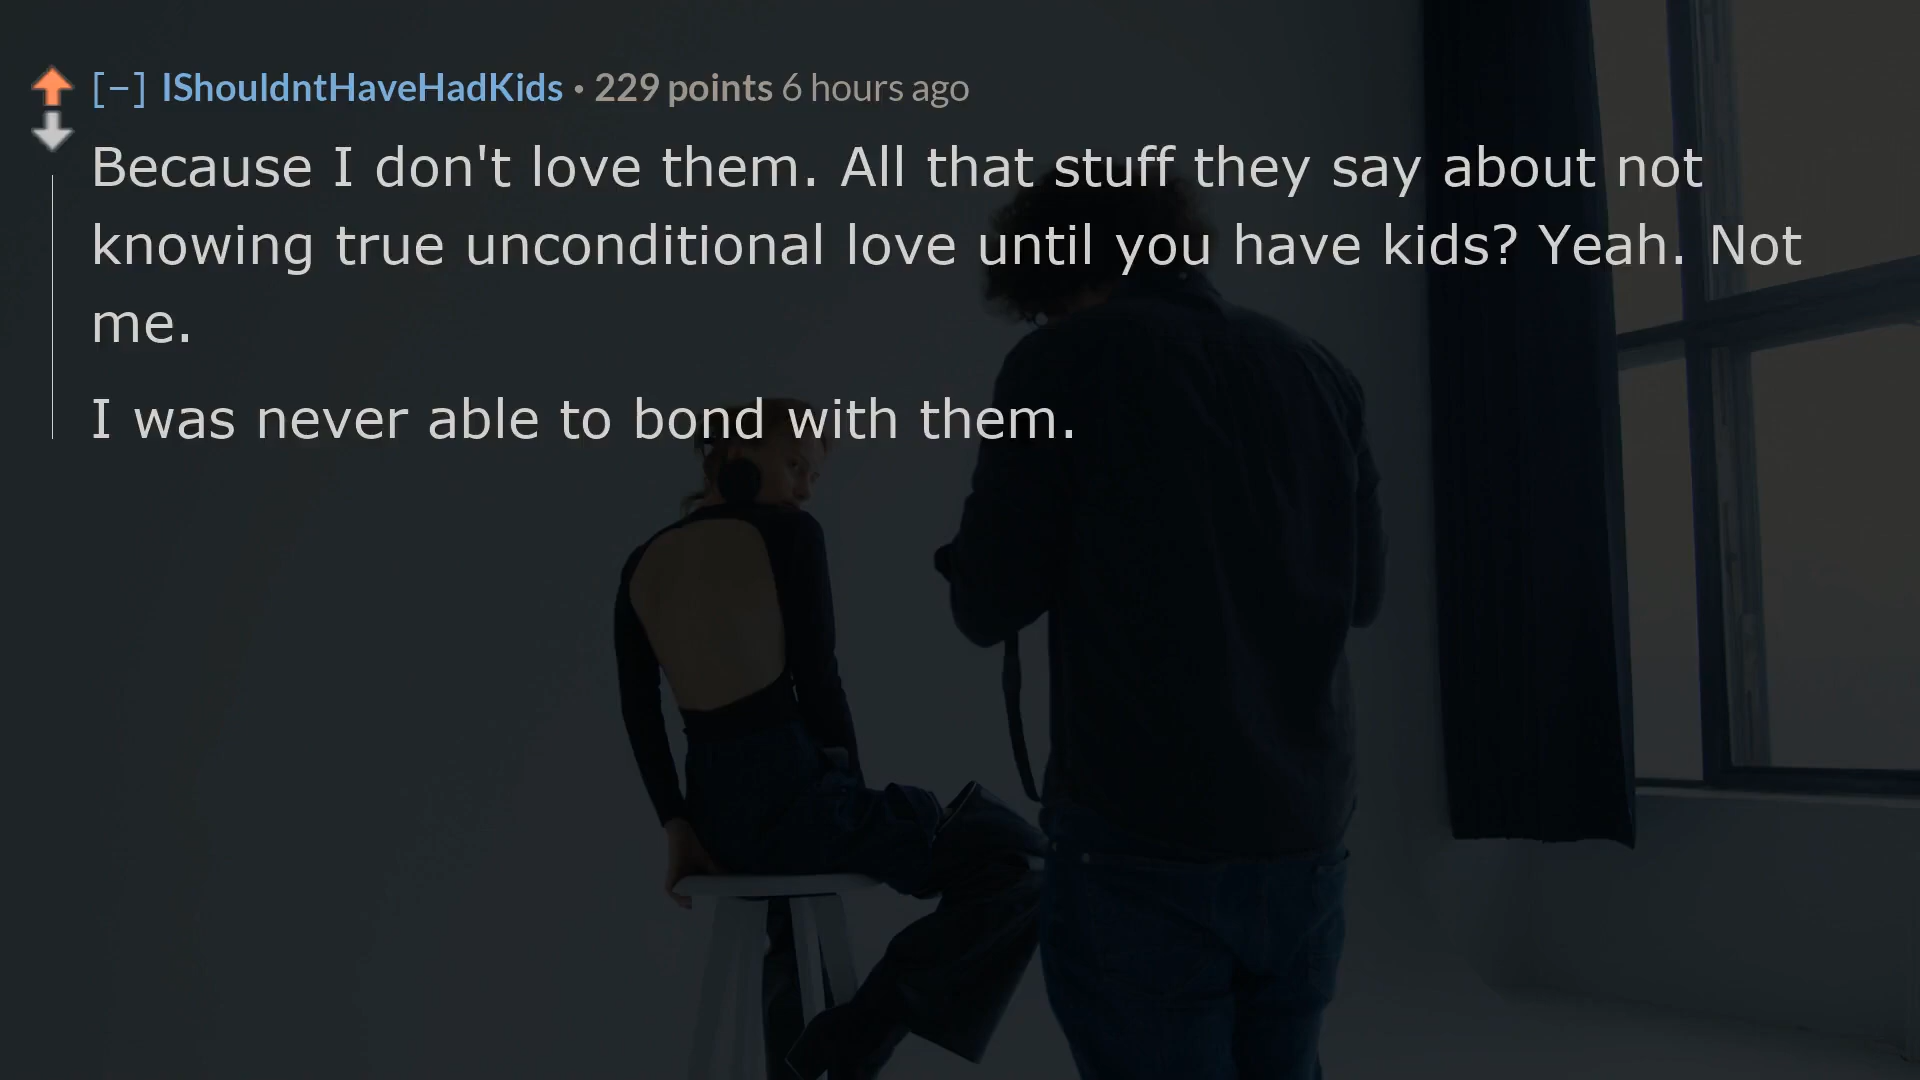 [−] IShouldntHaveHadKids • 229 points 6 hours ago
Because I don't love them. All that stuff they say about not
knowing true unconditional love until you have kids? Yeah. Not
me.
I was never able to bond with them.